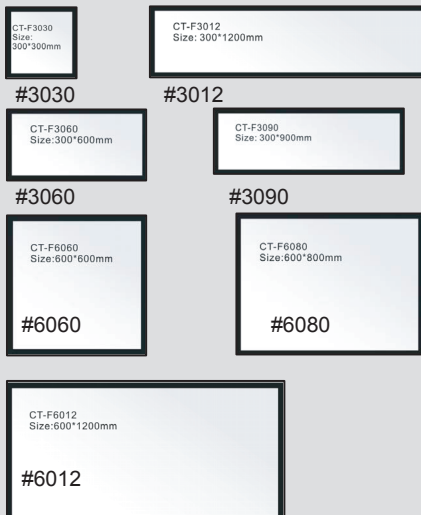 CT-F3030
Size:
300*300mm
CT-F3012
Size: 300*1200mm
#3030
#3012
CT-F3060
Size:300*600mm
CT-F3090
Size: 300*900mm
#3060
#3090
CT-F6060
Size:600*600mm
CT-F6080
Size:600*800mm
#6060
#6080
CT-F6012
Size:600*1200mm
#6012